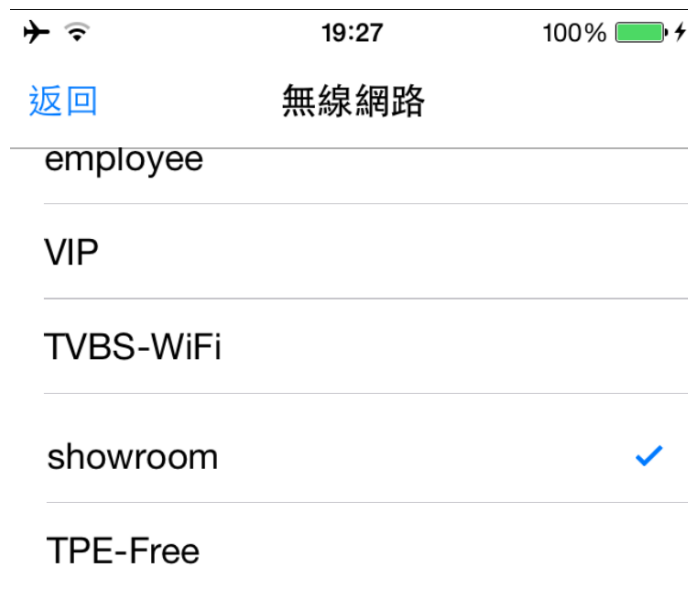 19:27 100%
返回 無線網路
employee
VIP
TVBS-WiFi
showroom
TPE-Free